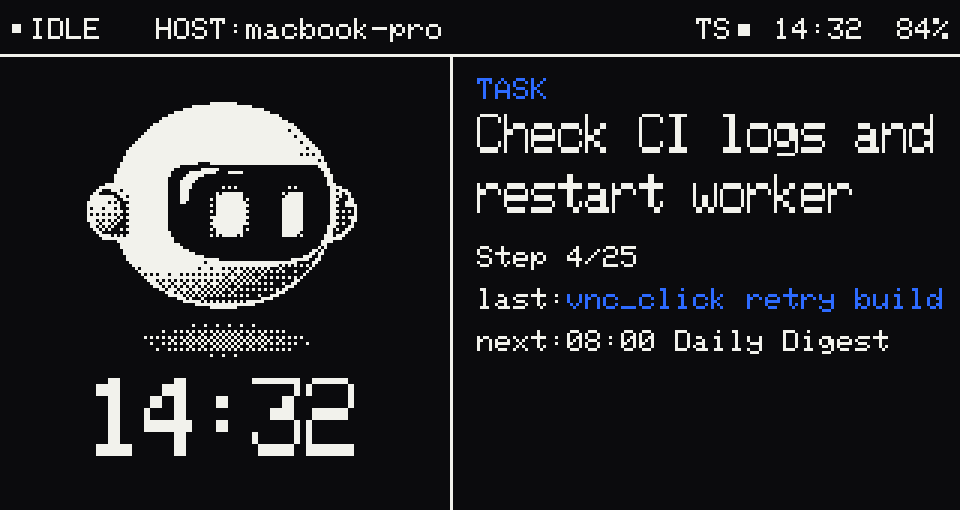 IDLE HOST:macbook-pro TS 14:32 84%
TASK
Check CI logs and
restart worker
Step 4/25
last:vnc_click retry build
next:08:00 Daily Digest
14:32